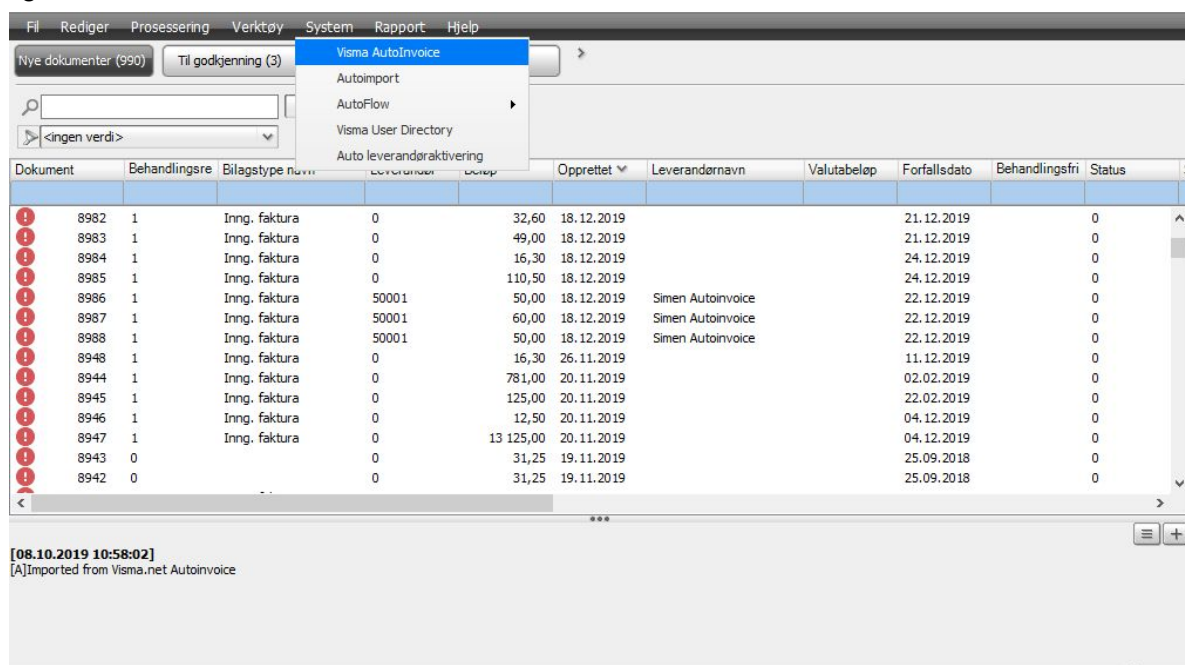 Fil Rediger Prosessering Verktøy System Rapport Hjelp
Nye dokumenter (990) Til godkjenning (3)
Visma AutoInvoice
Autoimport
AutoFlow
Visma User Directory
Auto leverandøraktivering
<ingen verdi>
Dokument Behandlingsre Bilagstype navn Leverandør Beløp Opprettet Leverandørnavn Valutabeløp Forfallsdato Behandlingsfri Status
8982 1 Inng. faktura 0 32,60 18.12.2019 21.12.2019 0
8983 1 Inng. faktura 0 49,00 18.12.2019 21.12.2019 0
8984 1 Inng. faktura 0 16,30 18.12.2019 24.12.2019 0
8985 1 Inng. faktura 0 110,50 18.12.2019 24.12.2019 0
8986 1 Inng. faktura 50001 50,00 18.12.2019 Simen Autoinvoice 22.12.2019 0
8987 1 Inng. faktura 50001 60,00 18.12.2019 Simen Autoinvoice 22.12.2019 0
8988 1 Inng. faktura 50001 50,00 18.12.2019 Simen Autoinvoice 22.12.2019 0
8948 1 Inng. faktura 0 16,30 26.11.2019 11.12.2019 0
8944 1 Inng. faktura 0 781,00 20.11.2019 02.02.2019 0
8945 1 Inng. faktura 0 125,00 20.11.2019 22.02.2019 0
8946 1 Inng. faktura 0 12,50 20.11.2019 04.12.2019 0
8947 1 Inng. faktura 0 13 125,00 20.11.2019 04.12.2019 0
8943 0 0 31,25 19.11.2019 25.09.2018 0
8942 0 0 31,25 19.11.2019 25.09.2018 0
[08.10.2019 10:58:02]
[A]Imported from Visma.net Autoinvoice